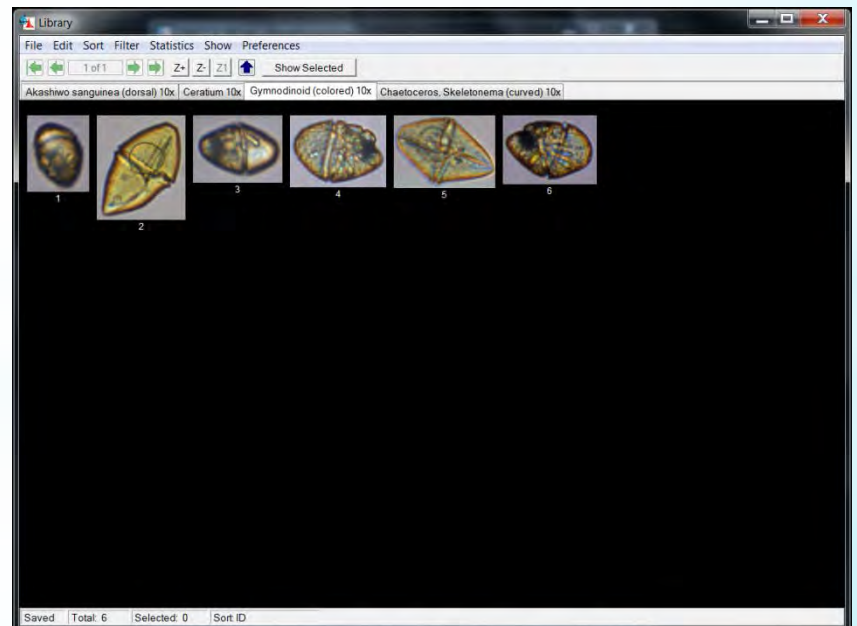 Library
File Edit Sort Filter Statistics Show Preferences
1 of 1 Z+ Z- Z1 Show Selected
Akashiwo sanguinea (dorsal) 10x Ceratium 10x Gymnodinoid (colored) 10x Chaetoceros, Skeletonema (curved) 10x
1 2 3 4 5 6
Saved Total: 6 Selected: 0 Sort: ID